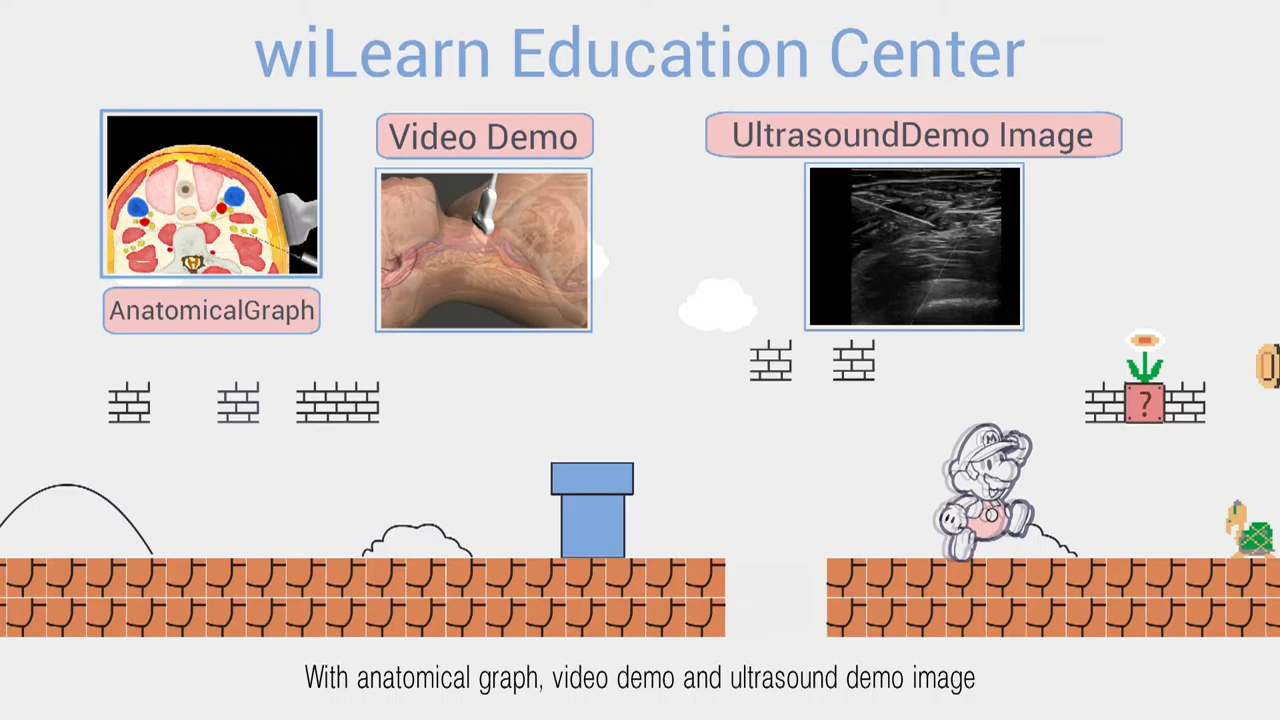 wiLearn Education Center
Video Demo
UltrasoundDemo Image
AnatomicalGraph
?
M
With anatomical graph, video demo and ultrasound demo image